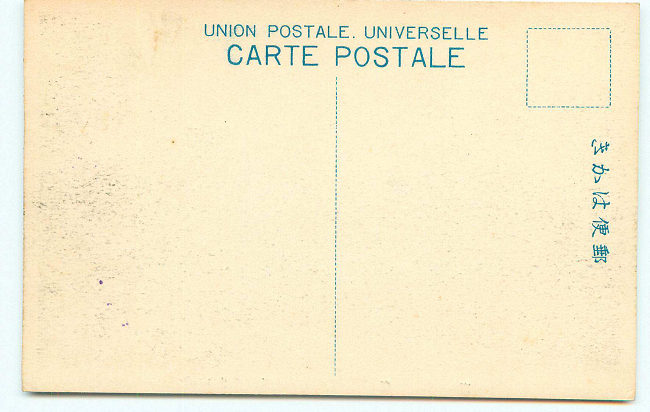 UNION POSTALE. UNIVERSELLE
CARTE POSTALE
郵便はかき